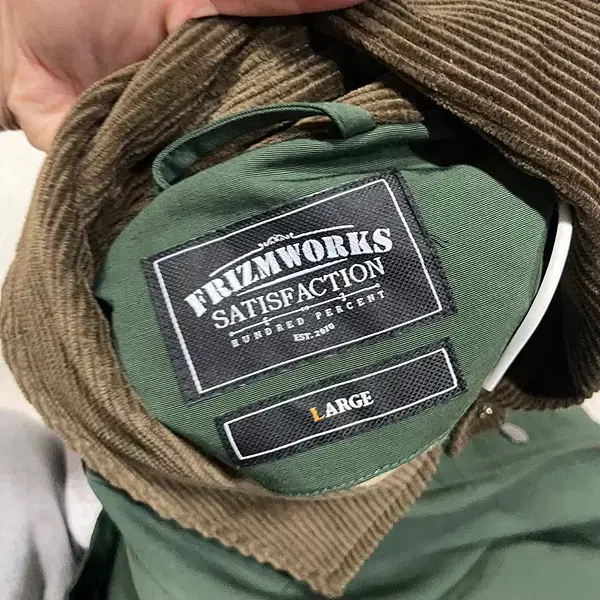 FRIZMWORKS
SATISFACTION
HUNDRED PERCENT
EST. 2010
LARGE